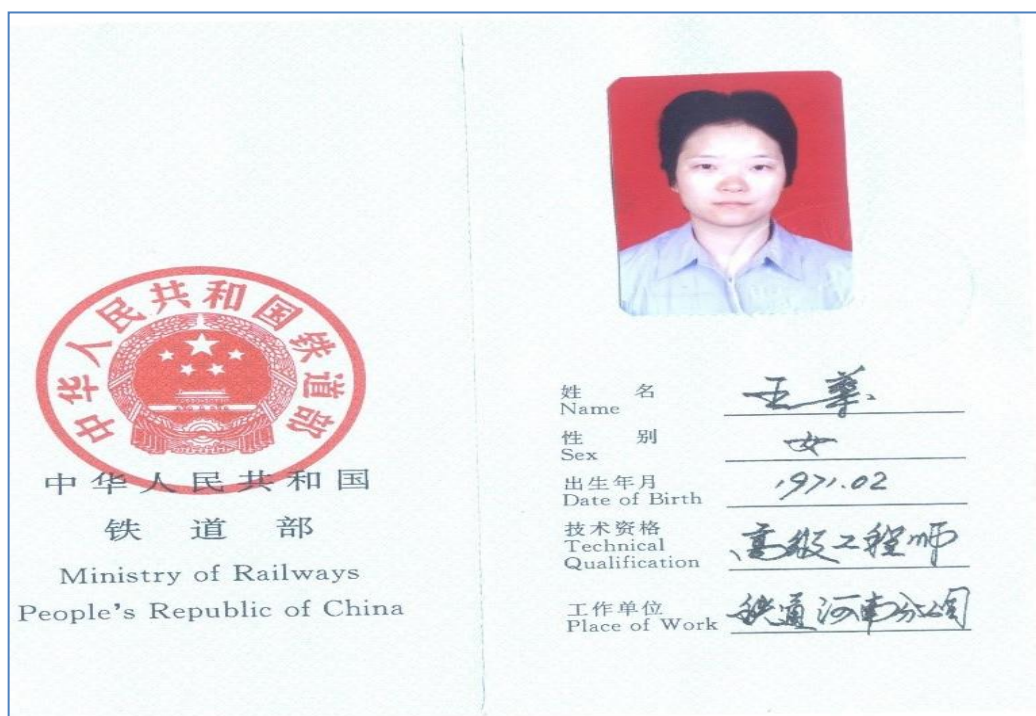 中华人民共和国铁道部
中华人民共和国
铁道部
Ministry of Railways
People's Republic of China
姓 名 王
Name
性 别 女
Sex
出生年月 1971.02
Date of Birth
技术资格 高级工程师
Technical
Qualification
工作单位 铁通河南分公司
Place of Work